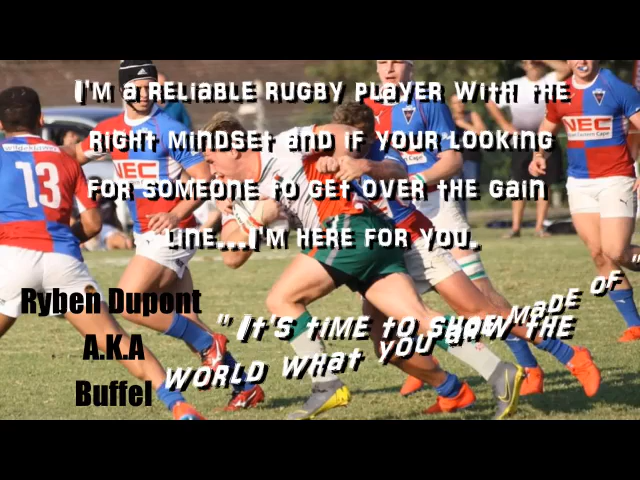 I'm a reliable rugby player with the
right mindset and if your looking
for someone to get over the gain
line...I'm here for you.
Ryben Dupont
A.K.A
Buffel
" It's time to show the
world what you are made of "
13
NEC
NEC
Eastern Cape